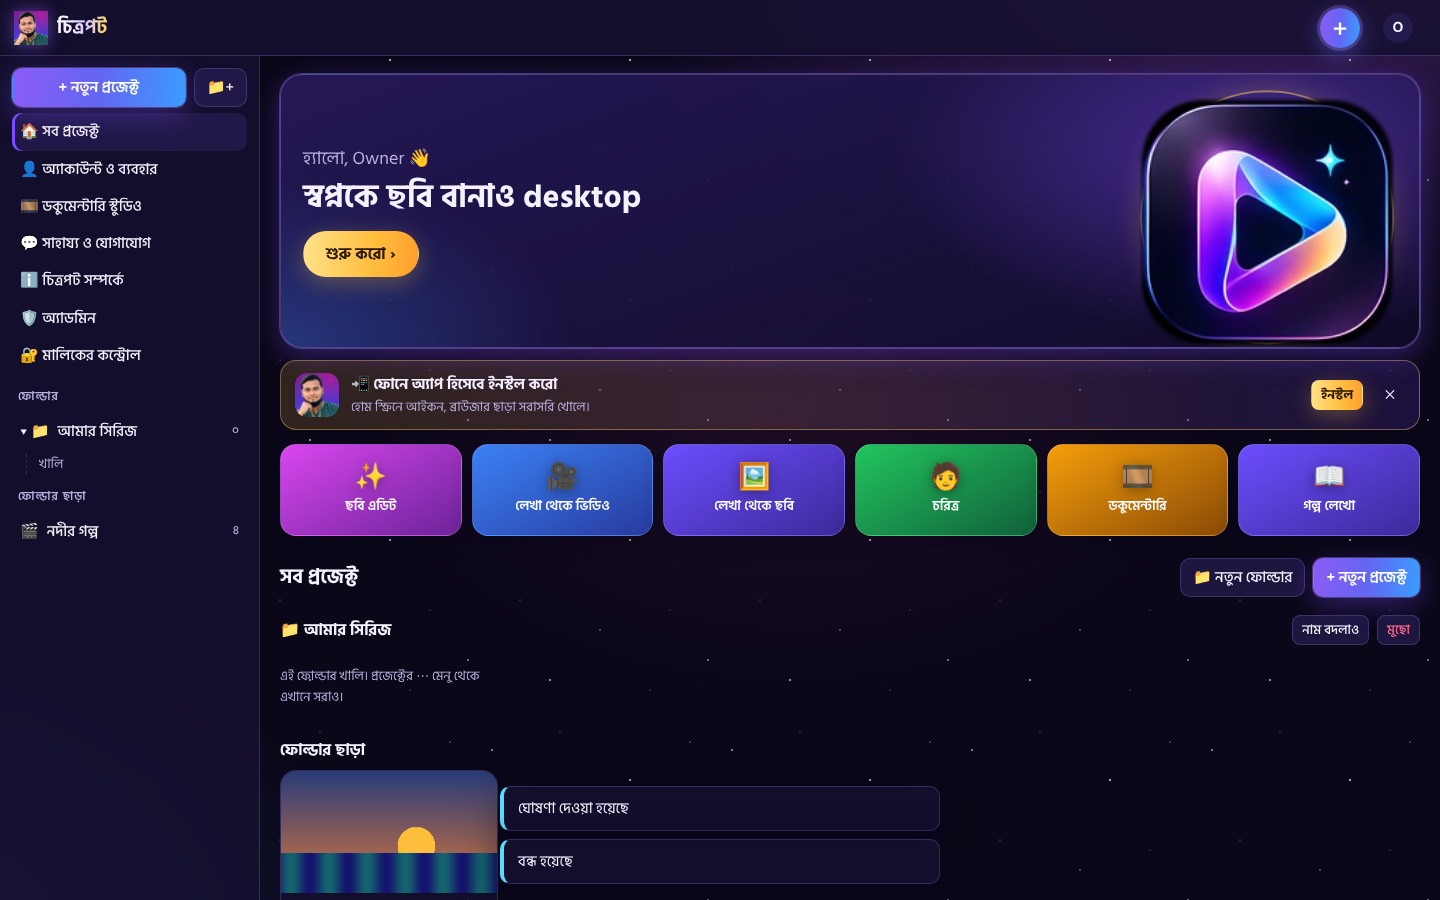 চিত্রপট
+
O
+ নতুন প্রজেক্ট
📁+
🏠 সব প্রজেক্ট
👤 অ্যাকাউন্ট ও ব্যবহার
🎞️ ডকুমেন্টারি স্টুডিও
💬 সাহায্য ও যোগাযোগ
ℹ️ চিত্রপট সম্পর্কে
🛡️ অ্যাডমিন
🔐 মালিকের কন্ট্রোল
ফোল্ডার
▾ 📁 আমার সিরিজ ০
খালি
ফোল্ডার ছাড়া
🎬 নদীর গল্প ৪
হ্যালো, Owner 👋
স্বপ্নকে ছবি বানাও desktop
শুরু করো ›
📲 ফোনে অ্যাপ হিসেবে ইনস্টল করো
হোম স্ক্রিনে আইকন, ব্রাউজার ছাড়া সরাসরি খোলে।
ইনস্টল
×
ছবি এডিট
লেখা থেকে ভিডিও
লেখা থেকে ছবি
চরিত্র
ডকুমেন্টারি
গল্প লেখো
সব প্রজেক্ট
📁 নতুন ফোল্ডার
+ নতুন প্রজেক্ট
📁 আমার সিরিজ
নাম বদলাও
মুছো
এই ফোল্ডার খালি। প্রজেক্টের ⋯ মেনু থেকে
এখানে সরাও।
ফোল্ডার ছাড়া
ঘোষণা দেওয়া হয়েছে
বন্ধ হয়েছে